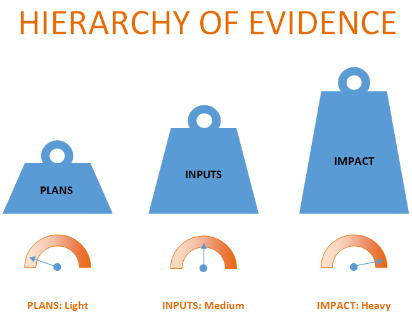 HIERARCHY OF EVIDENCE
PLANS
INPUTS
IMPACT
PLANS: Light
INPUTS: Medium
IMPACT: Heavy